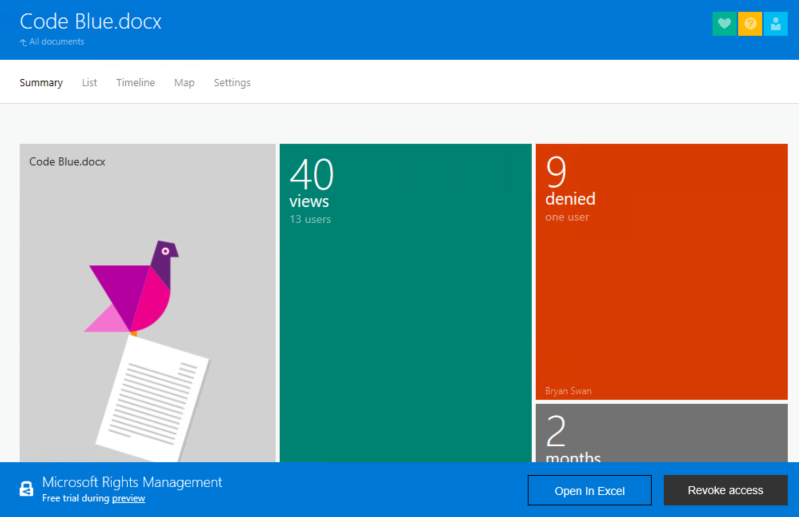 Code Blue.docx
All documents
Summary
List
Timeline
Map
Settings
Code Blue.docx
40
views
13 users
9
denied
one user
Bryan Swan
2
months
Microsoft Rights Management
Free trial during preview
Open In Excel
Revoke access